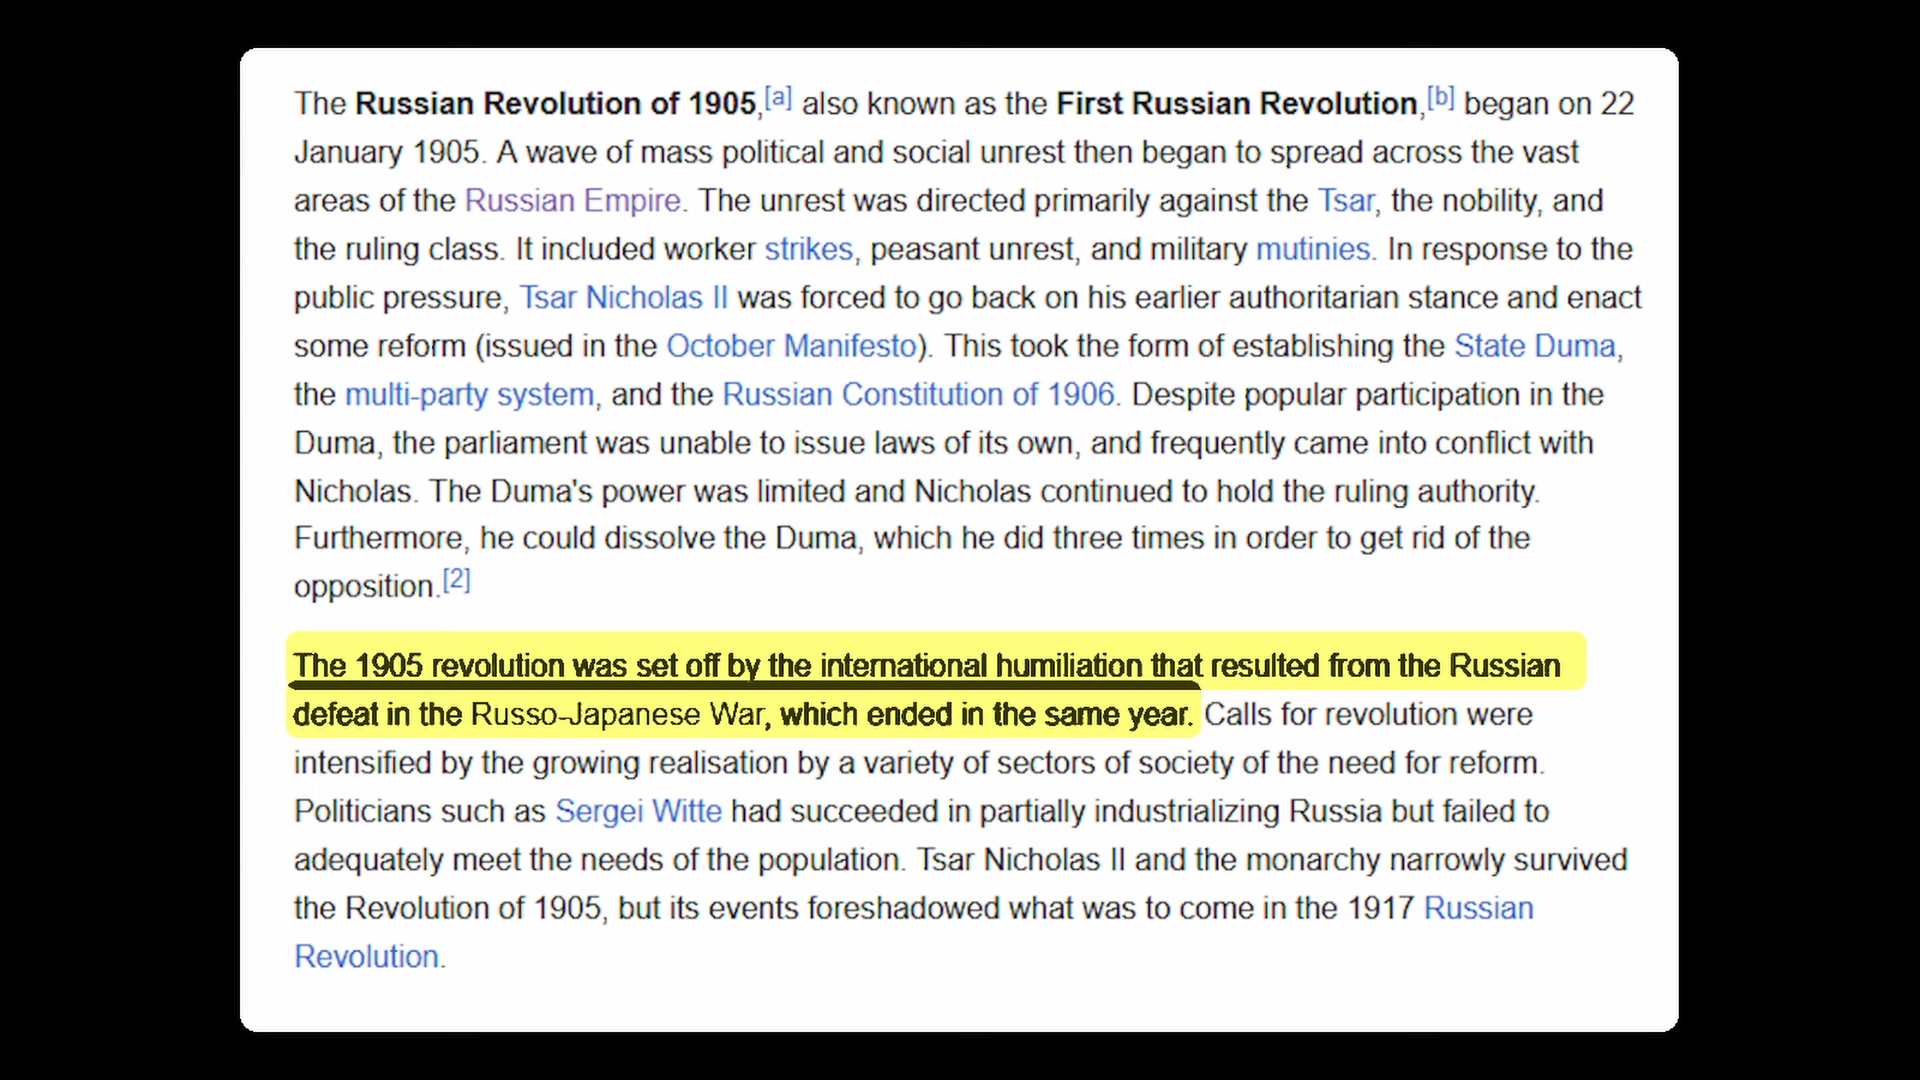 The Russian Revolution of 1905,[a] also known as the First Russian Revolution,[b] began on 22
January 1905. A wave of mass political and social unrest then began to spread across the vast
areas of the Russian Empire. The unrest was directed primarily against the Tsar, the nobility, and
the ruling class. It included worker strikes, peasant unrest, and military mutinies. In response to the
public pressure, Tsar Nicholas II was forced to go back on his earlier authoritarian stance and enact
some reform (issued in the October Manifesto). This took the form of establishing the State Duma,
the multi-party system, and the Russian Constitution of 1906. Despite popular participation in the
Duma, the parliament was unable to issue laws of its own, and frequently came into conflict with
Nicholas. The Duma's power was limited and Nicholas continued to hold the ruling authority.
Furthermore, he could dissolve the Duma, which he did three times in order to get rid of the
opposition.[2]
The 1905 revolution was set off by the international humiliation that resulted from the Russian
defeat in the Russo-Japanese War, which ended in the same year. Calls for revolution were
intensified by the growing realisation by a variety of sectors of society of the need for reform.
Politicians such as Sergei Witte had succeeded in partially industrializing Russia but failed to
adequately meet the needs of the population. Tsar Nicholas II and the monarchy narrowly survived
the Revolution of 1905, but its events foreshadowed what was to come in the 1917 Russian
Revolution.